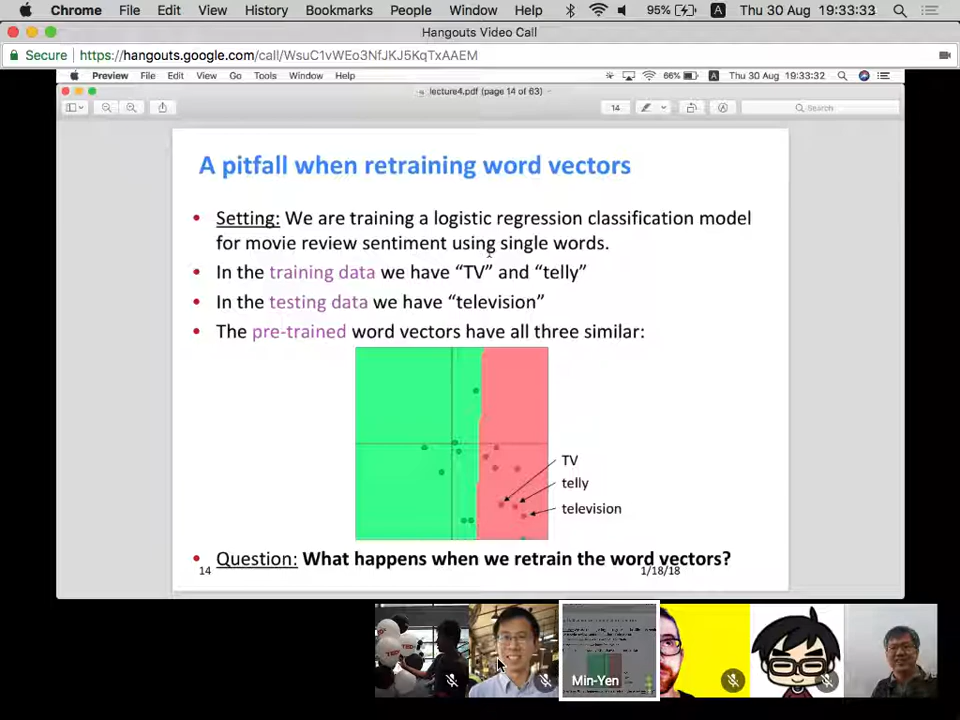 Chrome File Edit View History Bookmarks People Window Help 95% A Thu 30 Aug 19:33:33
Hangouts Video Call
Secure https://hangouts.google.com/call/WsuC1vWEo3NfJKJ5KqTxAAEM
Preview File Edit View Go Tools Window Help 66% A Thu 30 Aug 19:33:32
lecture4.pdf (page 14 of 63)
14 Search
A pitfall when retraining word vectors
• Setting: We are training a logistic regression classification model
for movie review sentiment using single words.
• In the training data we have “TV” and “telly”
• In the testing data we have “television”
• The pre-trained word vectors have all three similar:
TV
telly
television
• Question: What happens when we retrain the word vectors?
14 1/18/18
Min-Yen